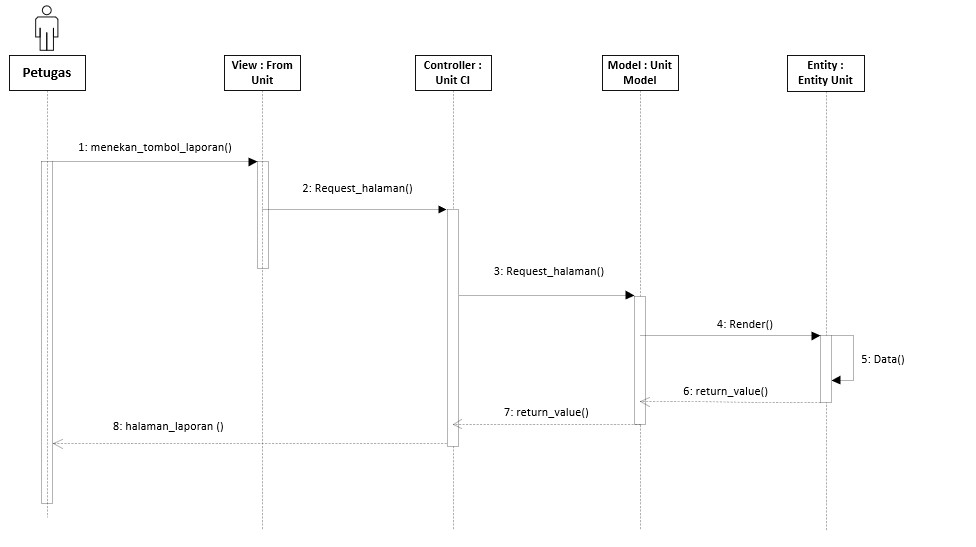 Petugas
View : From
Unit
Controller :
Unit CI
Model : Unit
Model
Entity :
Entity Unit
1: menekan_tombol_laporan()
2: Request_halaman()
3: Request_halaman()
4: Render()
5: Data()
6: return_value()
7: return_value()
8: halaman_laporan ()